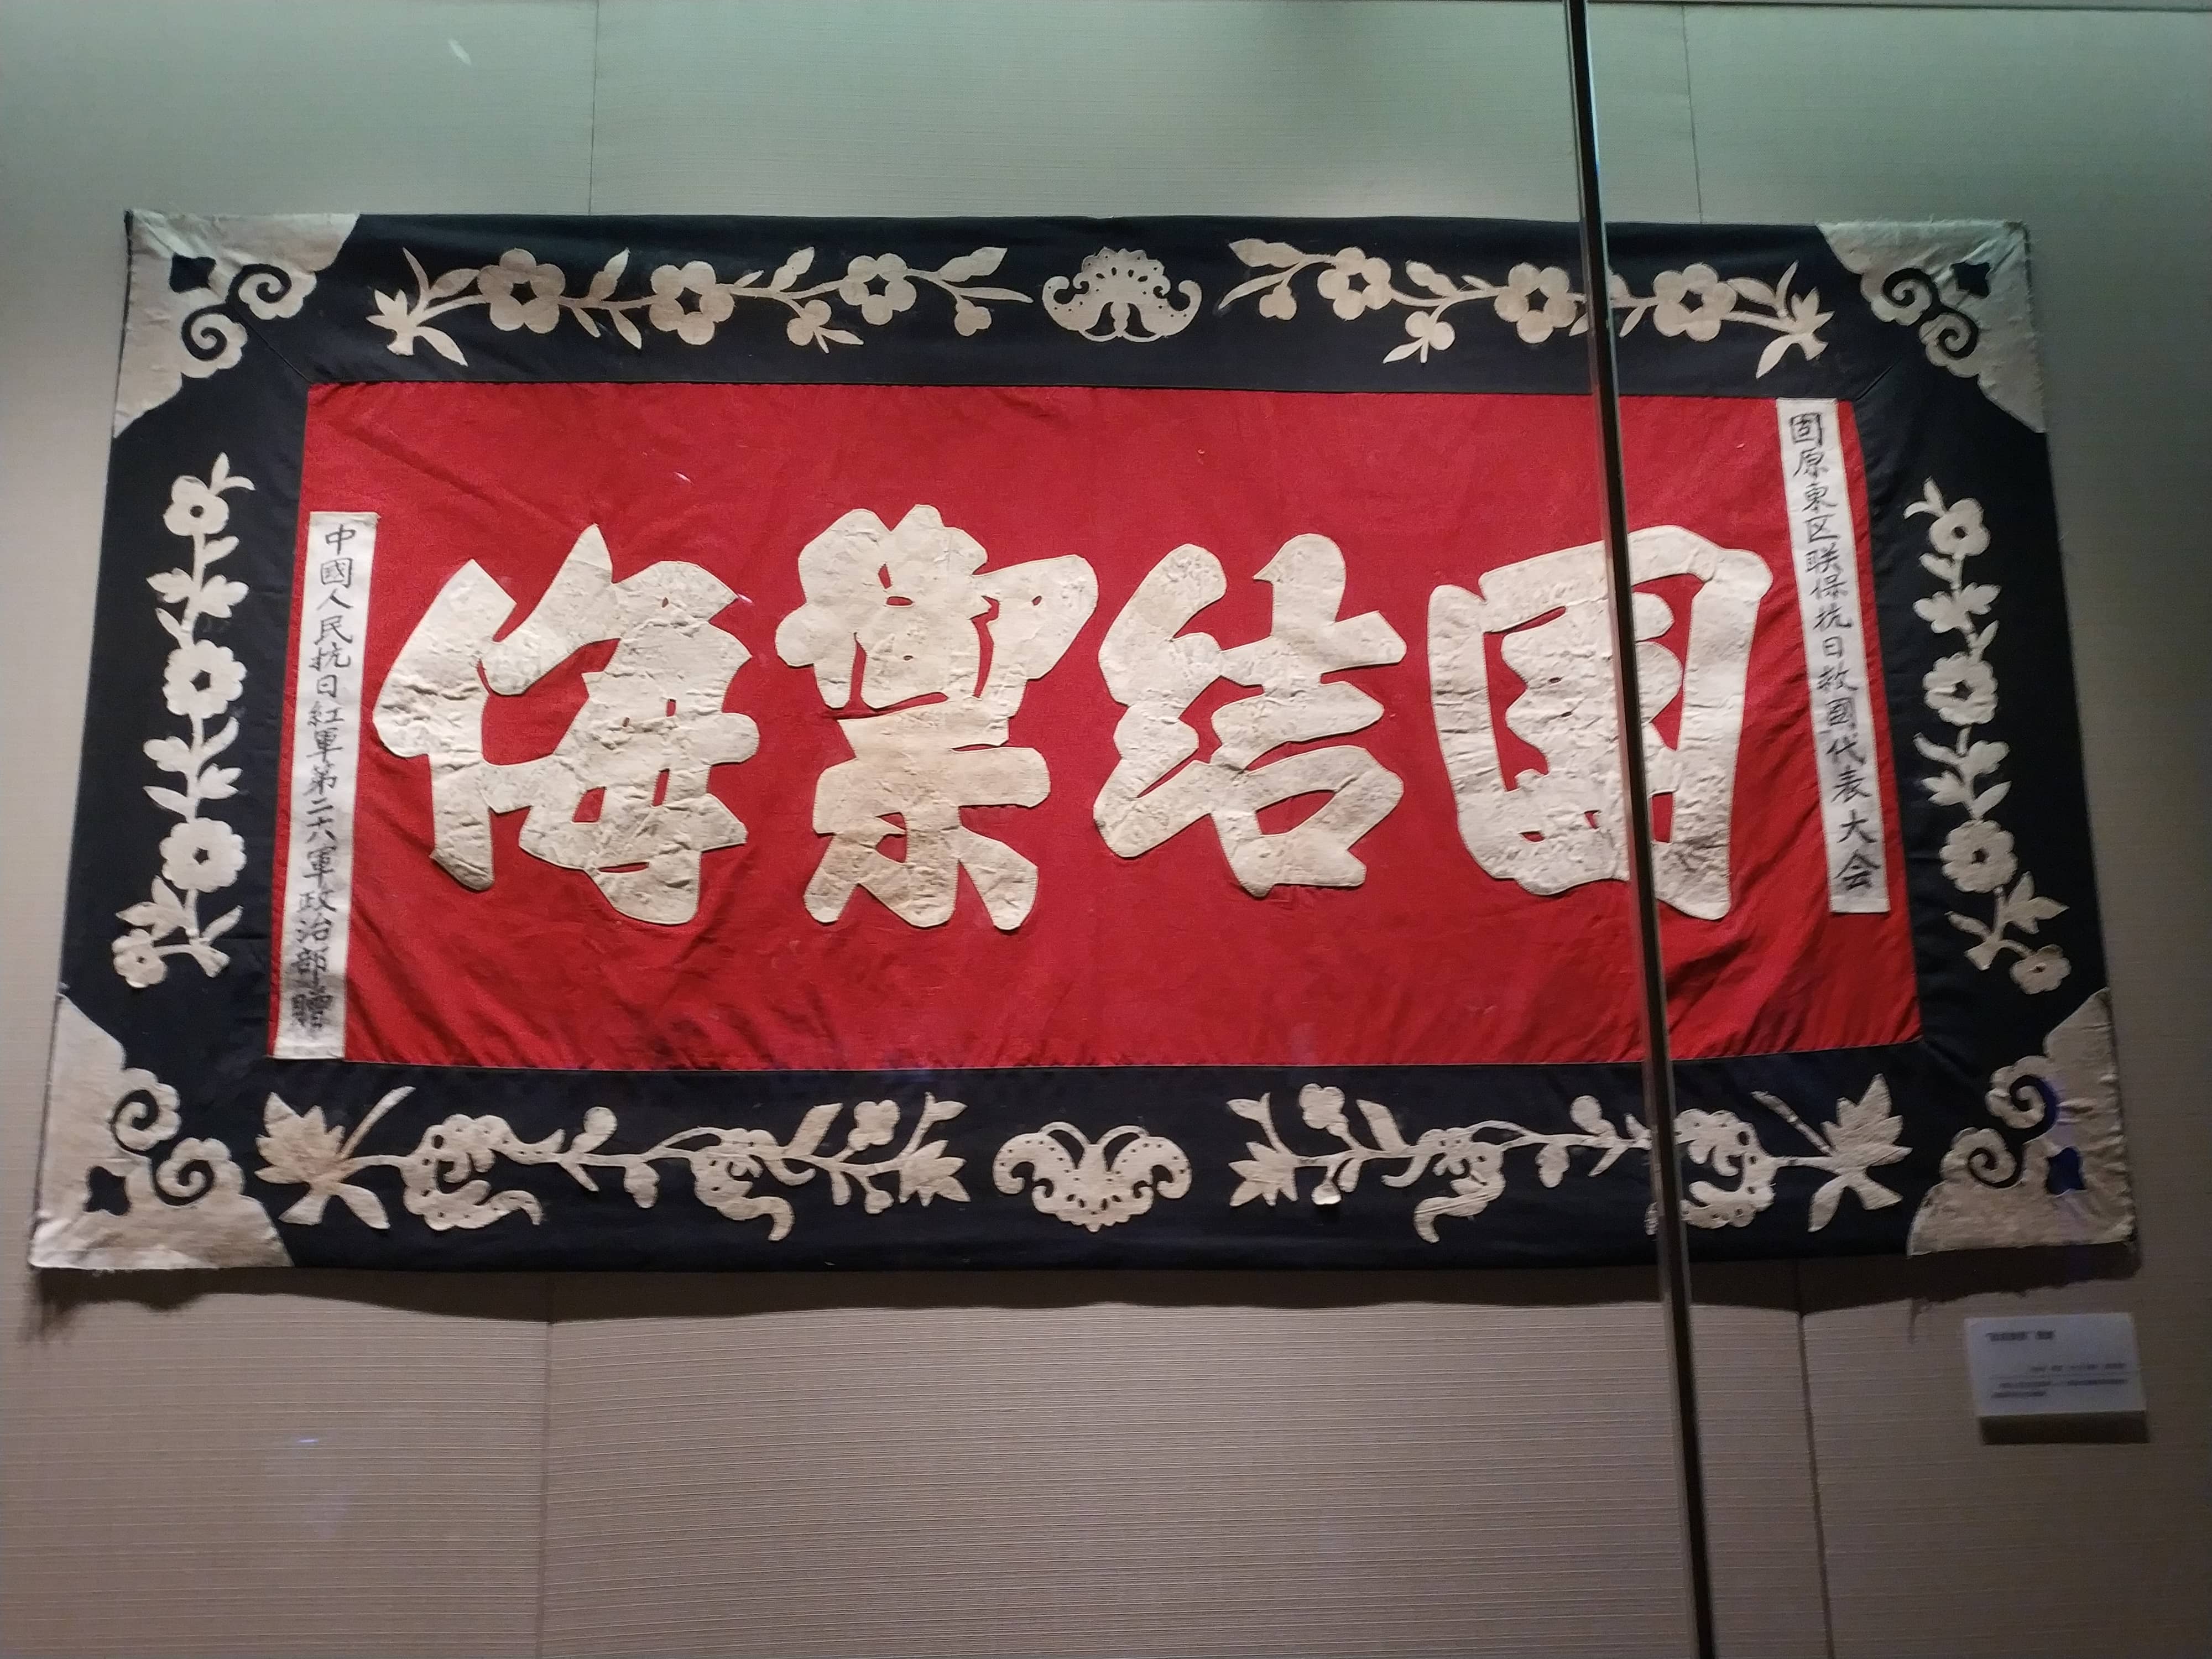 固原東区联保抗日救國代表大会
團結禦侮
中國人民抗日紅軍第二十八軍政治部贈